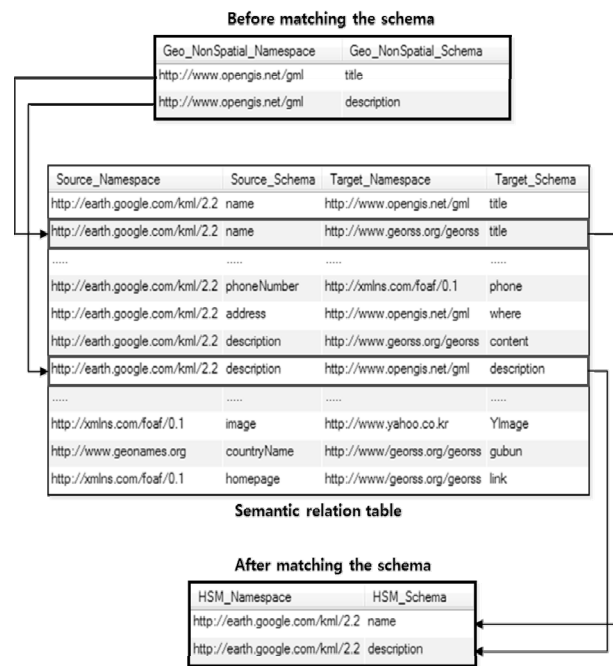 Before matching the schema
Geo_NonSpatial_Namespace Geo_NonSpatial_Schema
http://www.opengis.net/gml title
http://www.opengis.net/gml description
Source_Namespace Source_Schema Target_Namespace Target_Schema
http://earth.google.com/kml/2.2 name http://www.opengis.net/gml title
http://earth.google.com/kml/2.2 name http://www.georss.org/georss title
..... ..... ..... .....
http://earth.google.com/kml/2.2 phoneNumber http://xmlns.com/foaf/0.1 phone
http://earth.google.com/kml/2.2 address http://www.opengis.net/gml where
http://earth.google.com/kml/2.2 description http://www.georss.org/georss content
http://earth.google.com/kml/2.2 description http://www.opengis.net/gml description
..... ..... ..... .....
http://xmlns.com/foaf/0.1 image http://www.yahoo.co.kr YImage
http://www.geonames.org countryName http://www/georss.org/georss gubun
http://xmlns.com/foaf/0.1 homepage http://www/georss.org/georss link
Semantic relation table
After matching the schema
HSM_Namespace HSM_Schema
http://earth.google.com/kml/2.2 name
http://earth.google.com/kml/2.2 description